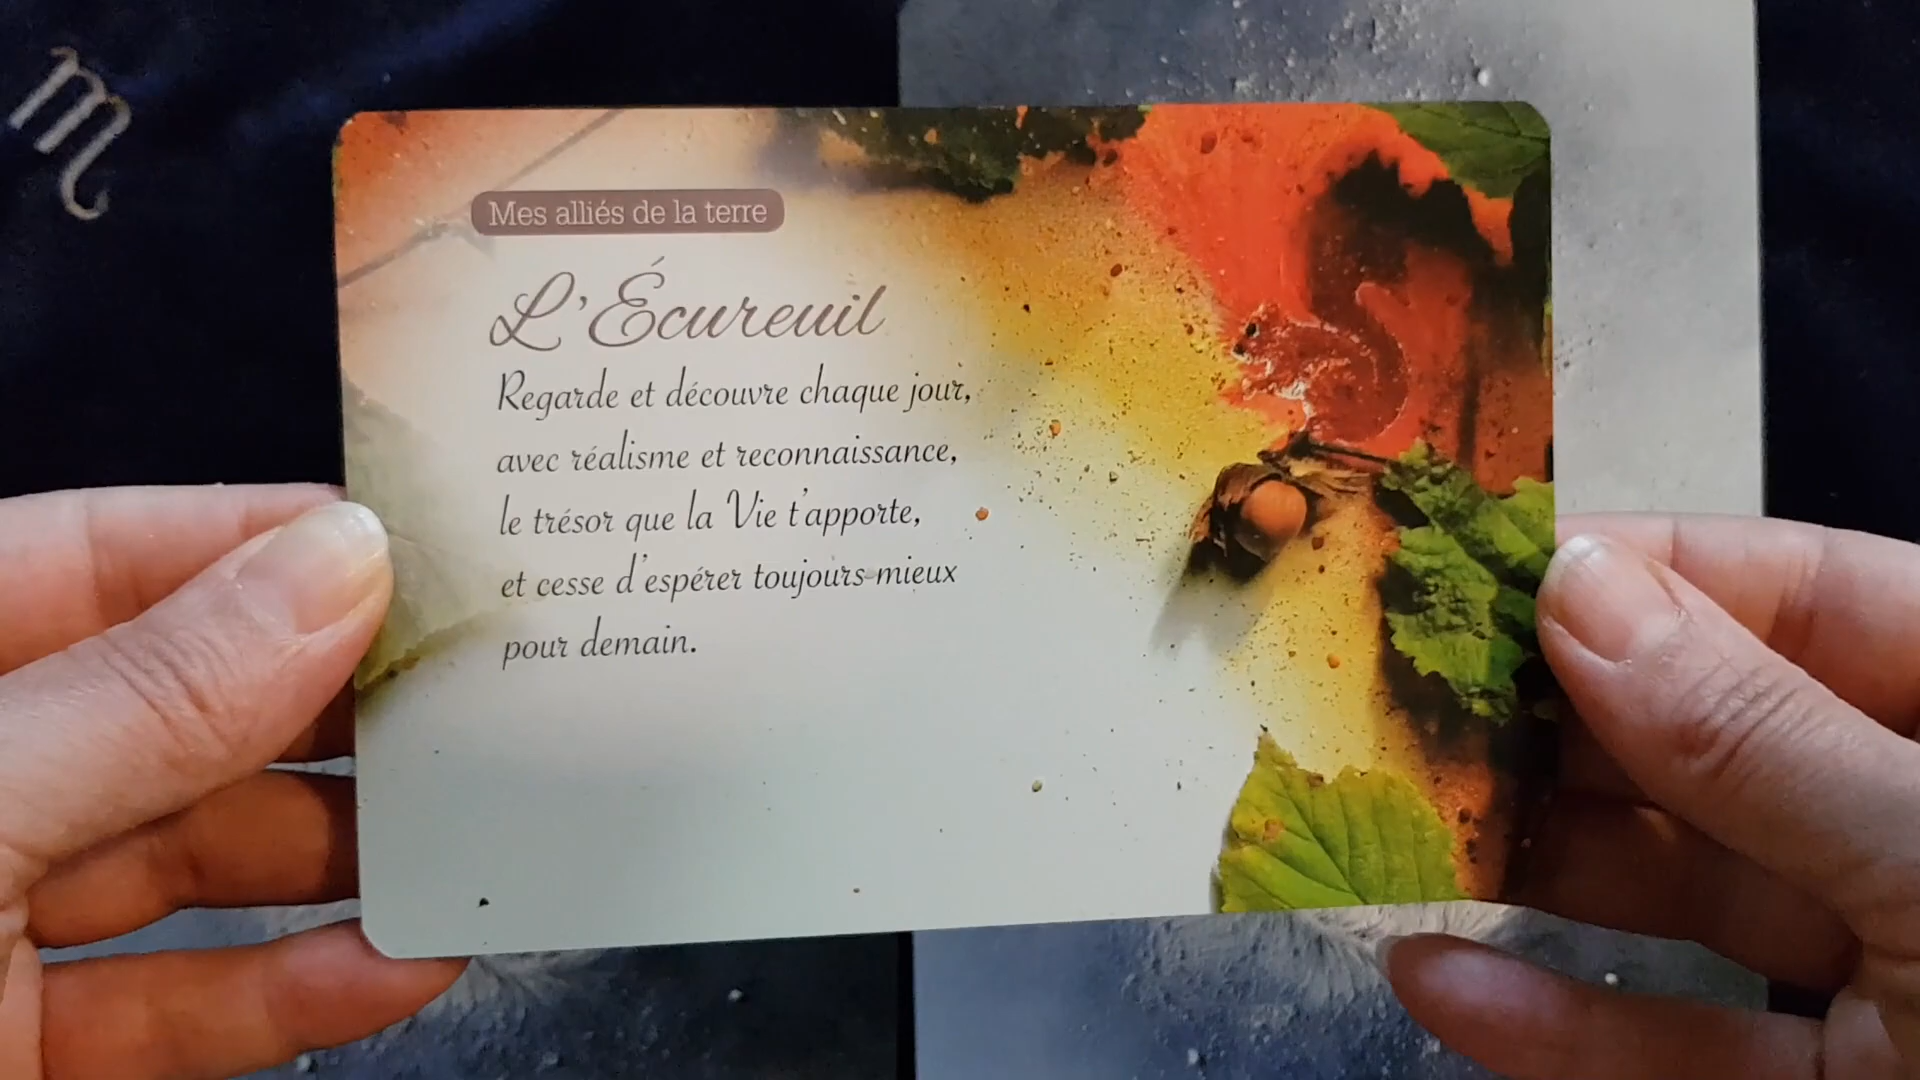 Mes alliés de la terre
L'Écureuil
Regarde et découvre chaque jour,
avec réalisme et reconnaissance,
le trésor que la Vie t'apporte,
et cesse d'espérer toujours mieux
pour demain.